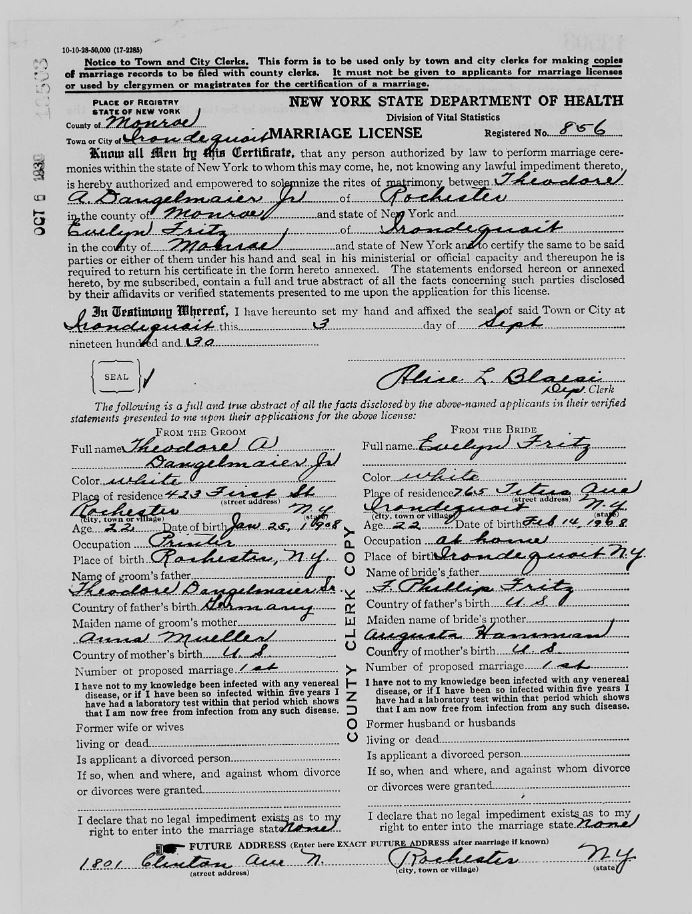 10-10-28-50,000 (17-2285)
Notice to Town and City Clerks. This form is to be used only by town and city clerks for making copies
of marriage records to be filed with county clerks. It must not be given to applicants for marriage licenses
or used by clergymen or magistrates for the certification of a marriage.
PLACE OF REGISTRY
STATE OF NEW YORK
County of Monroe
Town or City of Irondequoit
NEW YORK STATE DEPARTMENT OF HEALTH
Division of Vital Statistics
MARRIAGE LICENSE
Registered No. 856
Know all Men by this Certificate, that any person authorized by law to perform marriage cere-
monies within the state of New York to whom this may come, he, not knowing any lawful impediment thereto,
is hereby authorized and empowered to solemnize the rites of matrimony between Theodore
A. Dangelmaier Jr of Rochester
in the county of Monroe and state of New York and
Evelyn Fritz of Irondequoit
in the county of Monroe and state of New York and to certify the same to be said
parties or either of them under his hand and seal in his ministerial or official capacity and thereupon he is
required to return his certificate in the form hereto annexed. The statements endorsed hereon or annexed
hereto, by me subscribed, contain a full and true abstract of all the facts concerning such parties disclosed
by their affidavits or verified statements presented to me upon the application for this license.
In Testimony Whereof, I have hereunto set my hand and affixed the seal of said Town or City at
Irondequoit this 3 day of Sept
nineteen hundred and 30
SEAL
Alice L. Blaesi
Dep. Clerk
The following is a full and true abstract of all the facts disclosed by the above-named applicants in their verified
statements presented to me upon their applications for the above license:
FROM THE GROOM
Full name Theodore A
Dangelmaier Jr
Color white
Place of residence 423 First St
(street address)
Rochester N.Y.
(city, town or village) (state)
Age 22 Date of birth Jan 25, 1908
Occupation Printer
Place of birth Rochester, N.Y.
Name of groom's father
Theodore Dangelmaier Sr
Country of father's birth Germany
Maiden name of groom's mother
Anna Mueller
Country of mother's birth U S
Number of proposed marriage 1st
I have not to my knowledge been infected with any venereal
disease, or if I have been so infected within five years I
have had a laboratory test within that period which shows
that I am now free from infection from any such disease.
Former wife or wives
living or dead
Is applicant a divorced person
If so, when and where, and against whom divorce
or divorces were granted
I declare that no legal impediment exists as to my
right to enter into the marriage state. None
COUNTY CLERK COPY
FROM THE BRIDE
Full name Evelyn Fritz
Color white
Place of residence 765 Titus Ave
(street address)
Irondequoit N.Y.
(city, town or village) (state)
Age 22 Date of birth Feb 14, 1908
Occupation at home
Place of birth Irondequoit NY
Name of bride's father
F. Phillip Fritz
Country of father's birth U S
Maiden name of bride's mother
Augusta Hamman
Country of mother's birth U S
Number of proposed marriage 1st
I have not to my knowledge been infected with any venereal
disease, or if I have been so infected within five years I
have had a laboratory test within that period which shows
that I am now free from infection from any such disease.
Former husband or husbands
living or dead
Is applicant a divorced person
If so, when and where, and against whom divorce
or divorces were granted
I declare that no legal impediment exists as to my
right to enter into the marriage state. None
FUTURE ADDRESS (Enter here EXACT FUTURE ADDRESS after marriage if known)
1801 Clinton Ave N. Rochester NY
(street address) (city, town or village) (state)
OCT 6 1930